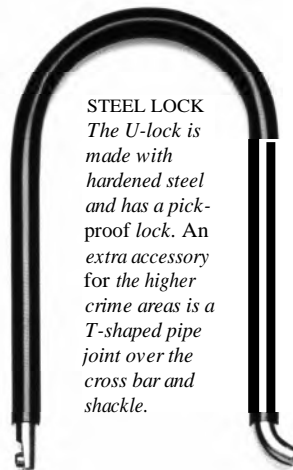 STEEL LOCK
The U-lock is
made with
hardened steel
and has a pick-
proof lock. An
extra accessory
for the higher
crime areas is a
T-shaped pipe
joint over the
cross bar and
shackle.